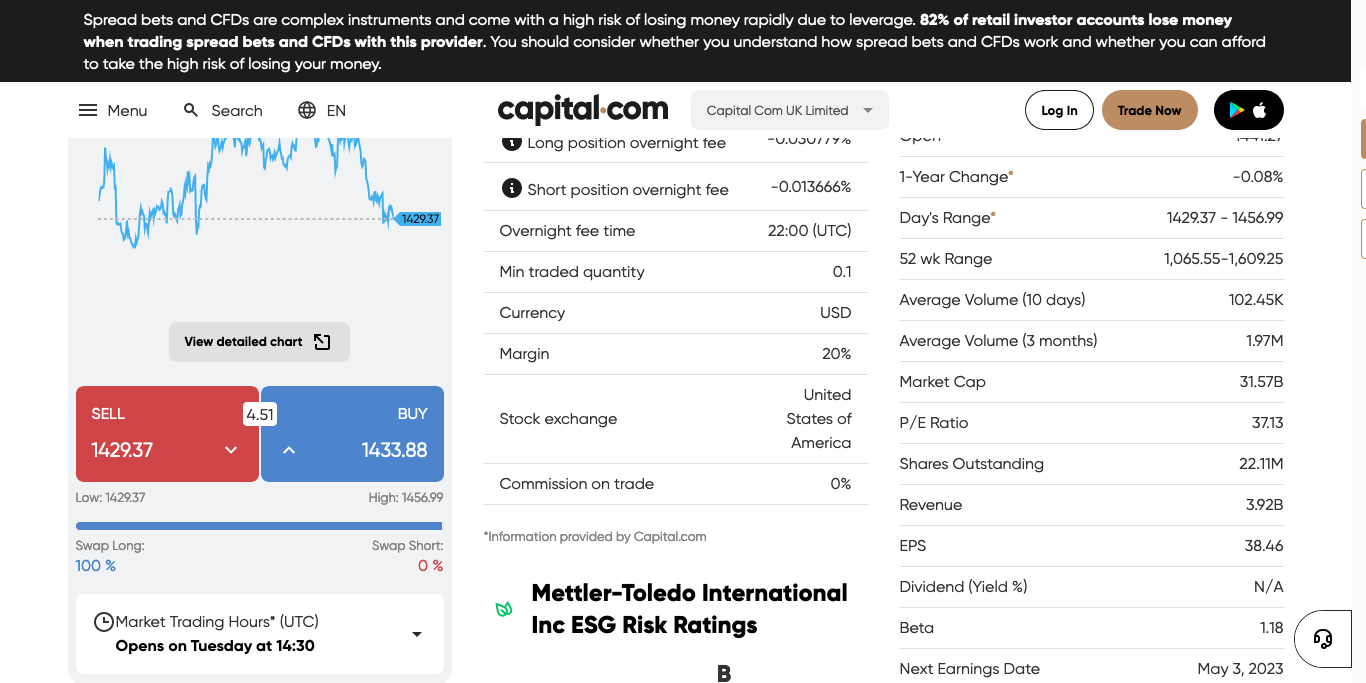 Spread bets and CFDs are complex instruments and come with a high risk of losing money rapidly due to leverage. 82% of retail investor accounts lose money
when trading spread bets and CFDs with this provider. You should consider whether you understand how spread bets and CFDs work and whether you can afford
to take the high risk of losing your money.
Menu
Search
EN
capital.com
Capital Com UK Limited
Log In
Trade Now
1429.37
View detailed chart
SELL
1429.37
4.51
BUY
1433.88
Low: 1429.37
High: 1456.99
Swap Long:
100 %
Swap Short:
0 %
Market Trading Hours* (UTC)
Opens on Tuesday at 14:30
Long position overnight fee -0.030779%
Short position overnight fee -0.013666%
Overnight fee time 22:00 (UTC)
Min traded quantity 0.1
Currency USD
Margin 20%
Stock exchange
United
States of
America
Commission on trade 0%
*Information provided by Capital.com
Mettler-Toledo International
Inc ESG Risk Ratings
B
Open 1441.27
1-Year Change* -0.08%
Day's Range* 1429.37 - 1456.99
52 wk Range 1,065.55-1,609.25
Average Volume (10 days) 102.45K
Average Volume (3 months) 1.97M
Market Cap 31.57B
P/E Ratio 37.13
Shares Outstanding 22.11M
Revenue 3.92B
EPS 38.46
Dividend (Yield %) N/A
Beta 1.18
Next Earnings Date May 3, 2023